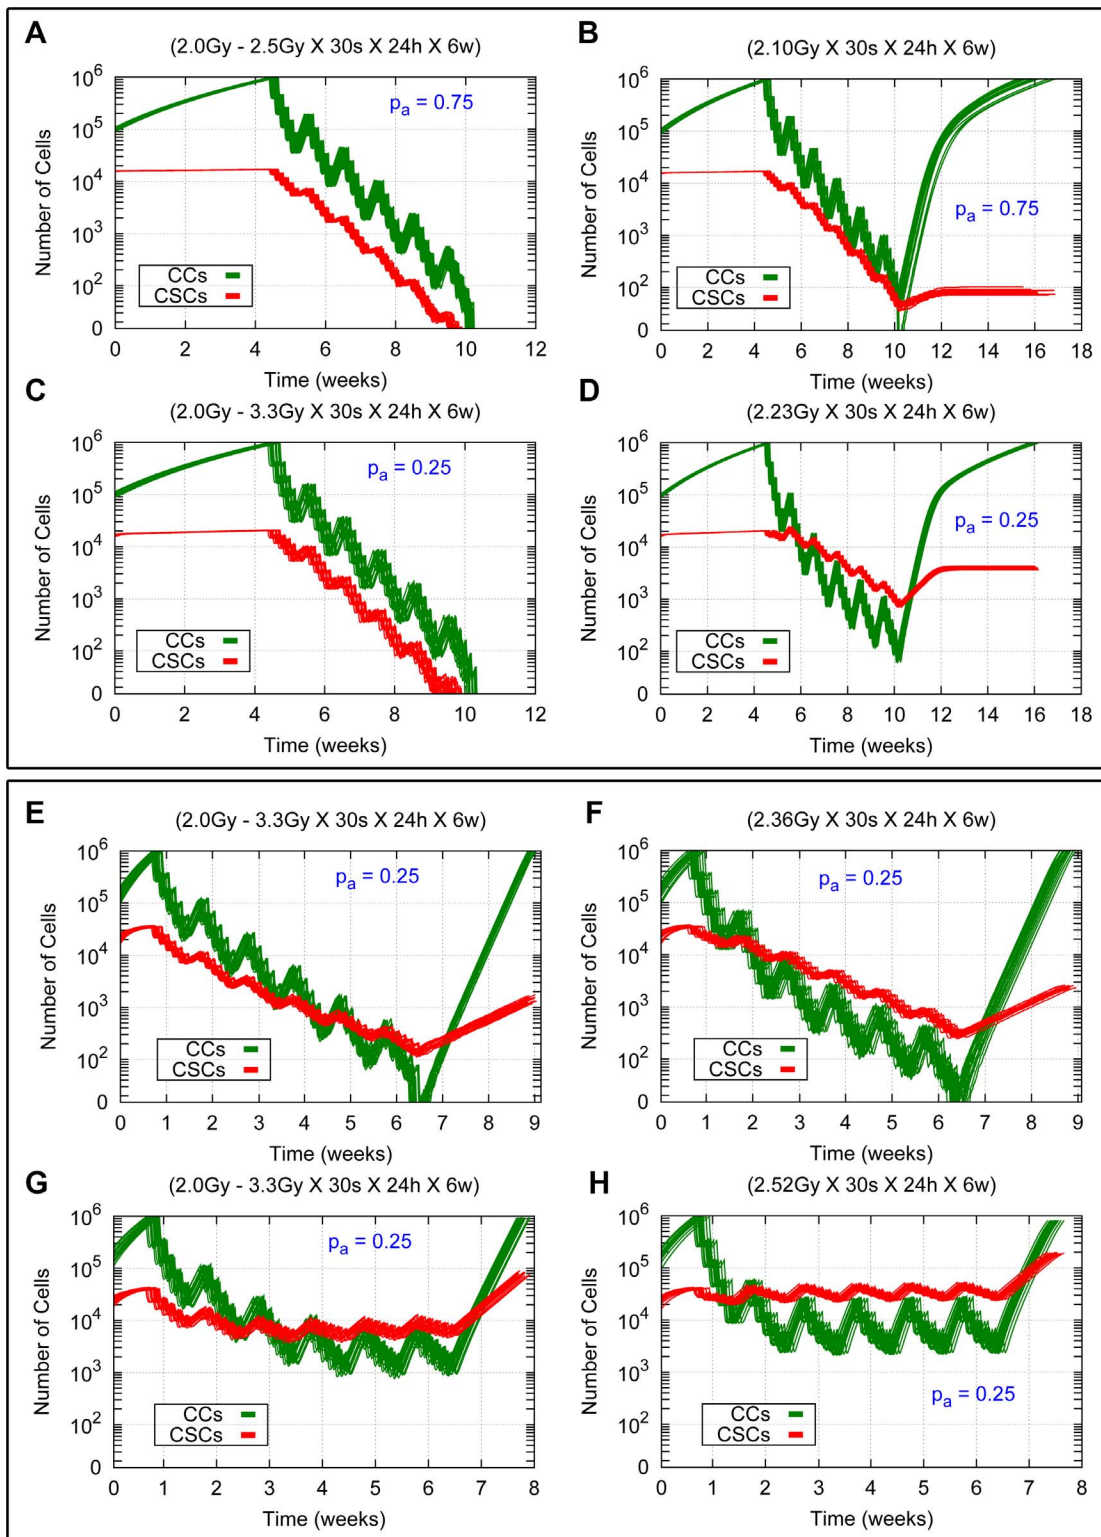 A
(2.0Gy - 2.5Gy X 30s X 24h X 6w)
10^6
10^5
10^4
10^3
10^2
0
Number of Cells
p_a = 0.75
CCs
CSCs
0 2 4 6 8 10 12
Time (weeks)
B
(2.10Gy X 30s X 24h X 6w)
10^6
10^5
10^4
10^3
10^2
0
Number of Cells
p_a = 0.75
CCs
CSCs
0 2 4 6 8 10 12 14 16 18
Time (weeks)
C
(2.0Gy - 3.3Gy X 30s X 24h X 6w)
10^6
10^5
10^4
10^3
10^2
0
Number of Cells
p_a = 0.25
CCs
CSCs
0 2 4 6 8 10 12
Time (weeks)
D
(2.23Gy X 30s X 24h X 6w)
10^6
10^5
10^4
10^3
10^2
0
Number of Cells
p_a = 0.25
CCs
CSCs
0 2 4 6 8 10 12 14 16 18
Time (weeks)
E
(2.0Gy - 3.3Gy X 30s X 24h X 6w)
10^6
10^5
10^4
10^3
10^2
0
Number of Cells
p_a = 0.25
CCs
CSCs
0 1 2 3 4 5 6 7 8 9
Time (weeks)
F
(2.36Gy X 30s X 24h X 6w)
10^6
10^5
10^4
10^3
10^2
0
Number of Cells
p_a = 0.25
CCs
CSCs
0 1 2 3 4 5 6 7 8 9
Time (weeks)
G
(2.0Gy - 3.3Gy X 30s X 24h X 6w)
10^6
10^5
10^4
10^3
10^2
0
Number of Cells
p_a = 0.25
CCs
CSCs
0 1 2 3 4 5 6 7 8
Time (weeks)
H
(2.52Gy X 30s X 24h X 6w)
10^6
10^5
10^4
10^3
10^2
0
Number of Cells
p_a = 0.25
CCs
CSCs
0 1 2 3 4 5 6 7 8
Time (weeks)